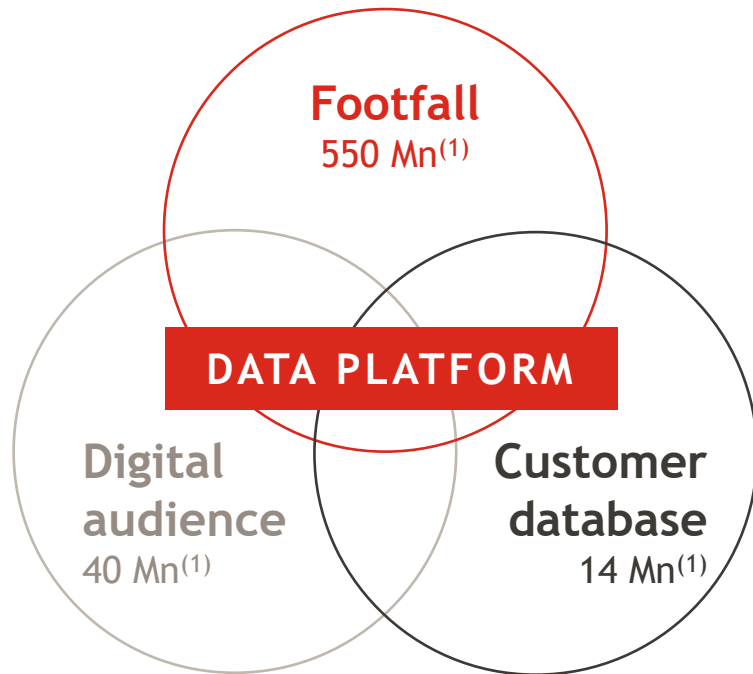 Footfall
550 Mn(1)
DATA PLATFORM
Digital
audience
40 Mn(1)
Customer
database
14 Mn(1)